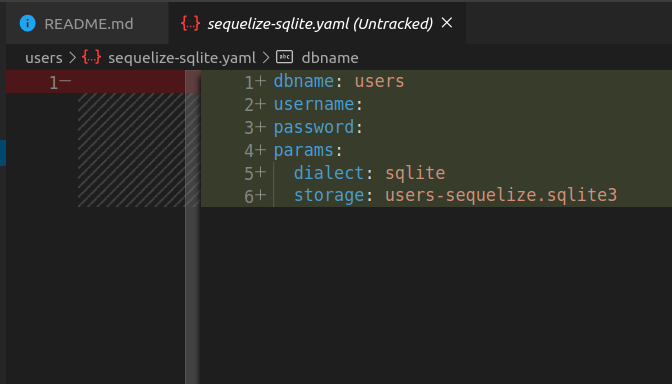 README.md
sequelize-sqlite.yaml (Untracked)
users > sequelize-sqlite.yaml > abc dbname
1— 1+ dbname: users
2+ username:
3+ password:
4+ params:
5+ dialect: sqlite
6+ storage: users-sequelize.sqlite3